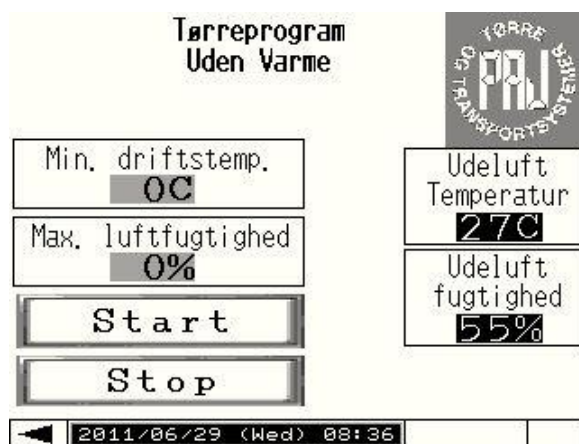 Tørreprogram
Uden Varme
TØRRE
OG TRANSPORTSYSTEMER
PAJ
Min. driftstemp.
0C
Max. luftfugtighed
0%
Start
Stop
Udeluft
Temperatur
27C
Udeluft
fugtighed
55%
2011/06/29 (Wed) 08:36